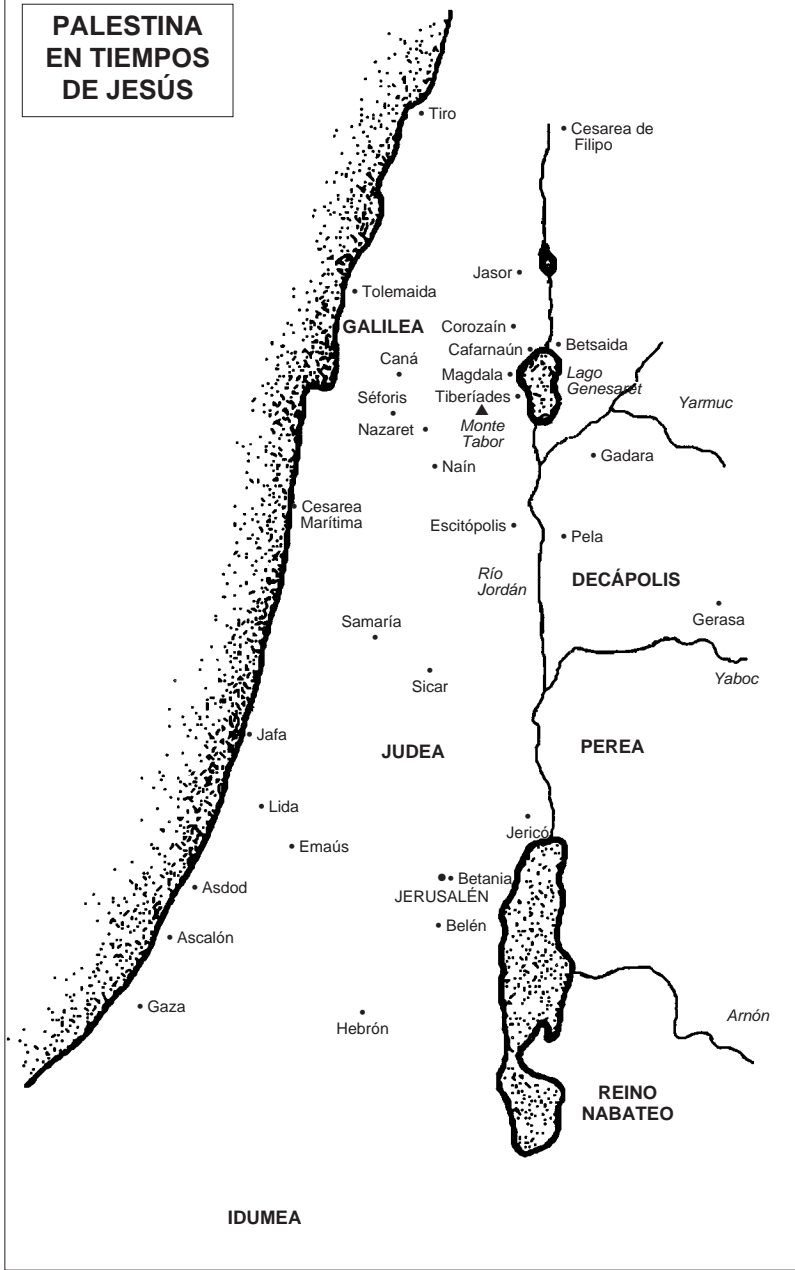 PALESTINA
EN TIEMPOS
DE JESÚS
Tiro
Cesarea de
Filipo
Jasor
Tolemaida
GALILEA
Corozaín
Cafarnaún
Betsaida
Caná
Magdala
Lago
Genesaret
Séforis
Tiberíades
Yarmuc
Nazaret
Monte
Tabor
Naín
Gadara
Cesarea
Marítima
Escitópolis
Pela
Río
Jordán
DECÁPOLIS
Gerasa
Samaría
Sicar
Yaboc
Jafa
JUDEA
PEREA
Lida
Jericó
Emaús
Betania
JERUSALÉN
Asdod
Belén
Ascalón
Gaza
Hebrón
Arnón
REINO
NABATEO
IDUMEA